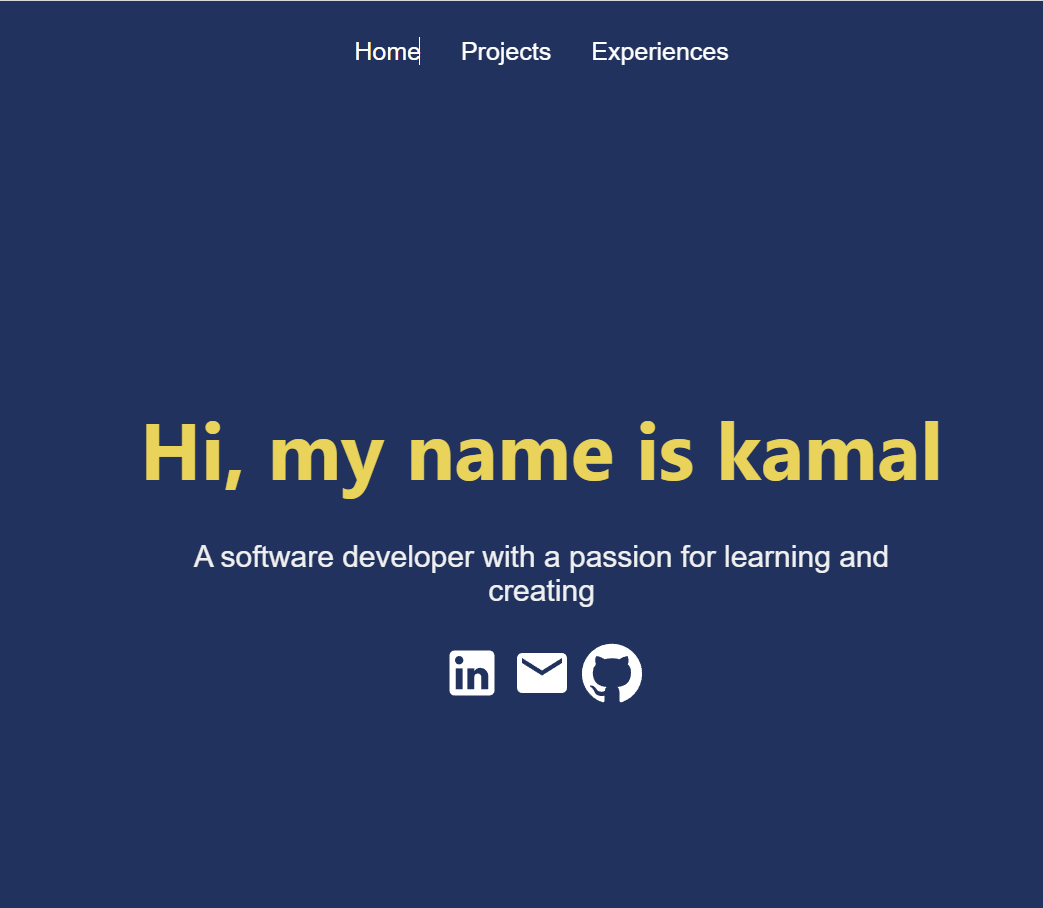 Home Projects Experiences
Hi, my name is kamal
A software developer with a passion for learning and
creating
in